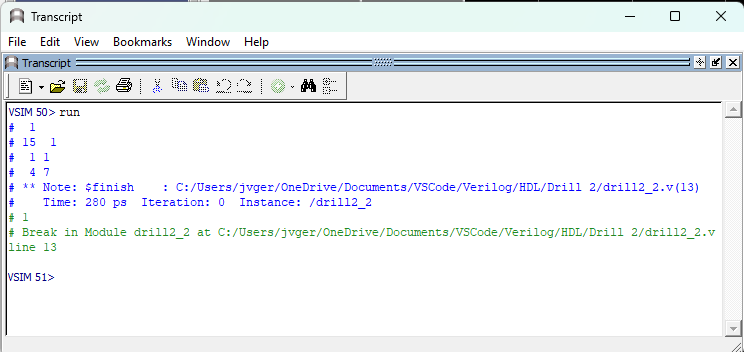 Transcript
File Edit View Bookmarks Window Help
Transcript
VSIM 50> run
#  1
# 15  1
#  1 1
#  4 7
# ** Note: $finish    : C:/Users/jvger/OneDrive/Documents/VSCode/Verilog/HDL/Drill 2/drill2_2.v(13)
#    Time: 280 ps  Iteration: 0  Instance: /drill2_2
# 1
# Break in Module drill2_2 at C:/Users/jvger/OneDrive/Documents/VSCode/Verilog/HDL/Drill 2/drill2_2.v
line 13
VSIM 51>